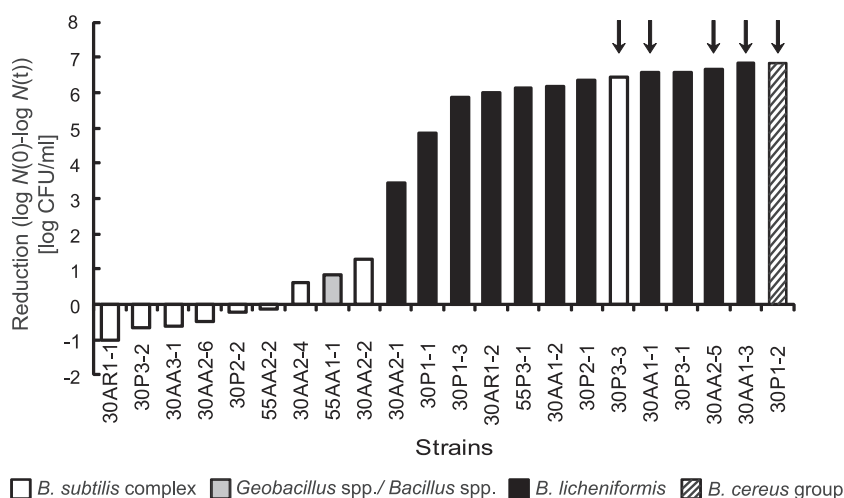 8
7
6
5
4
3
2
1
0
-1
-2
Reduction (log N(0)-log N(t))
[log CFU/ml]
30AR1-1
30P3-2
30AA3-1
30AA2-6
30P2-2
55AA2-2
30AA2-4
55AA1-1
30AA2-2
30AA2-1
30P1-1
30P1-3
30AR1-2
55P3-1
30AA1-2
30P2-1
30P3-3
30AA1-1
30P3-1
30AA2-5
30AA1-3
30P1-2
Strains
B. subtilis complex Geobacillus spp./ Bacillus spp. B. licheniformis B. cereus group